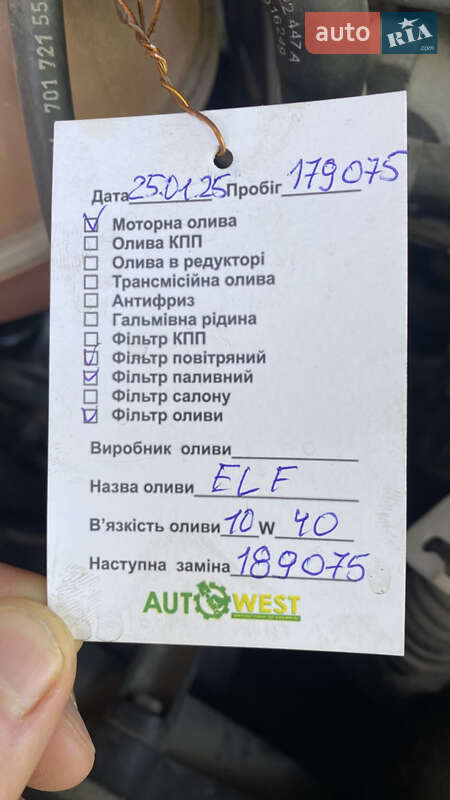 701 721 55
24474
auto RIA
.com
Дата 25.01.25 Пробіг 179075
Моторна олива
Олива КПП
Олива в редукторі
Трансмісійна олива
Антифриз
Гальмівна рідина
Фільтр КПП
Фільтр повітряний
Фільтр паливний
Фільтр салону
Фільтр оливи
Виробник оливи
Назва оливи ELF
В'язкість оливи 10 W 40
Наступна заміна 189075
AUTOWEST